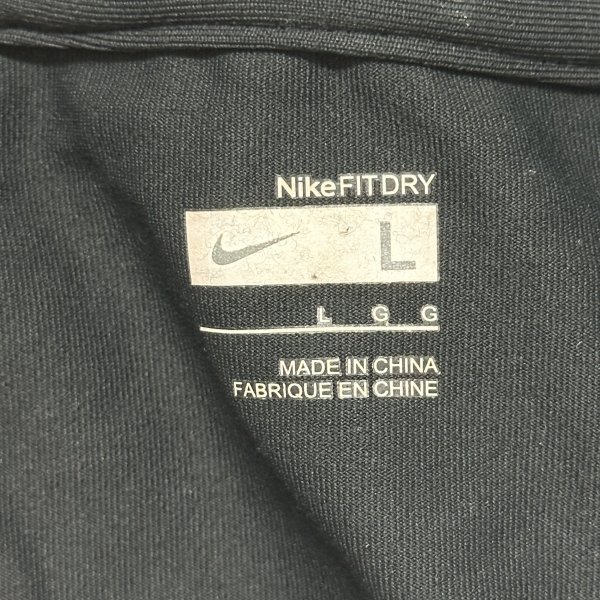 NikeFITDRY
L
L G G
MADE IN CHINA
FABRIQUE EN CHINE